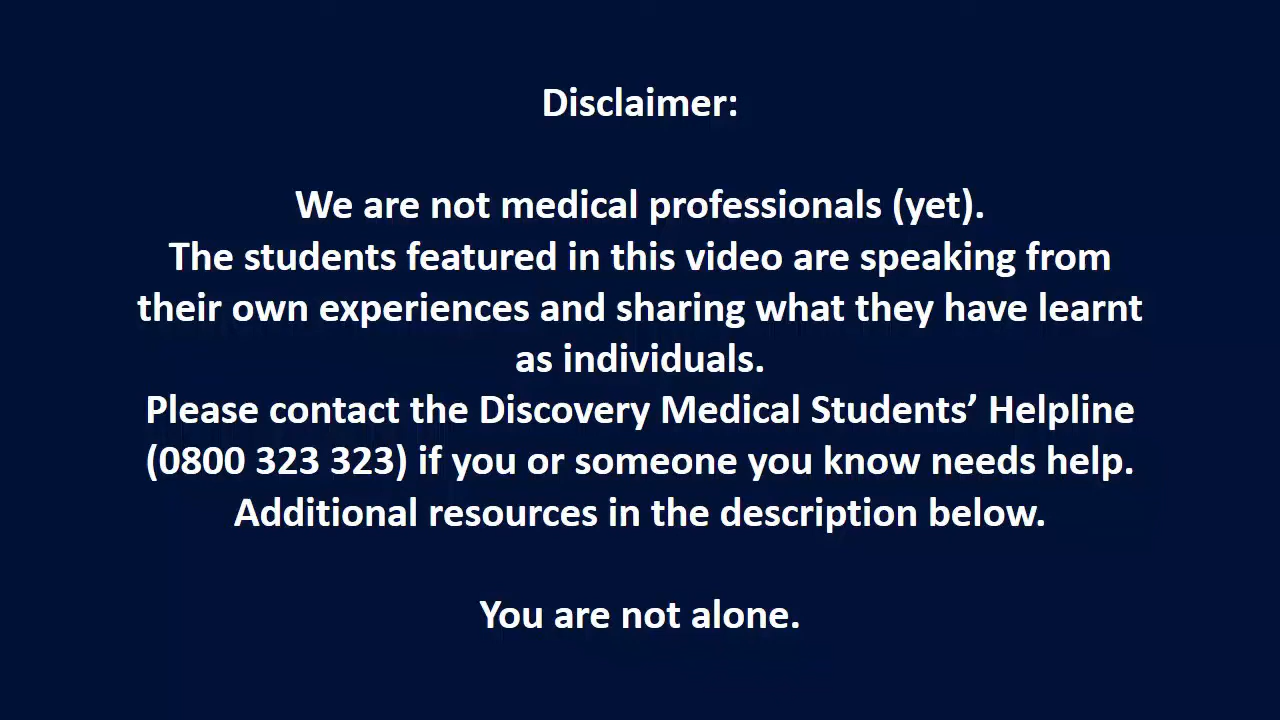 Disclaimer:
We are not medical professionals (yet).
The students featured in this video are speaking from
their own experiences and sharing what they have learnt
as individuals.
Please contact the Discovery Medical Students’ Helpline
(0800 323 323) if you or someone you know needs help.
Additional resources in the description below.
You are not alone.